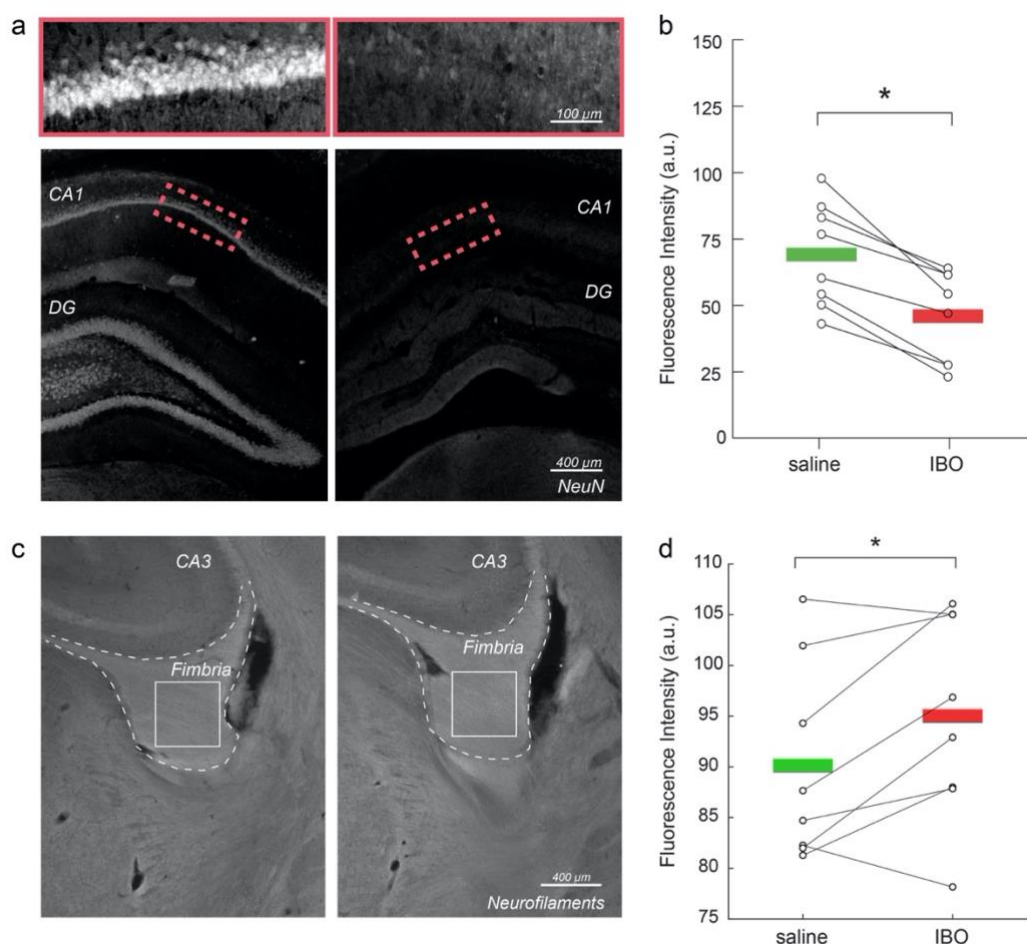 a
100 µm
CA1
DG
CA1
DG
400 µm
NeuN
b
150
125
100
75
50
25
0
Fluorescence Intensity (a.u.)
*
saline
IBO
c
CA3
Fimbria
CA3
Fimbria
400 µm
Neurofilaments
d
110
105
100
95
90
85
80
75
Fluorescence Intensity (a.u.)
*
saline
IBO